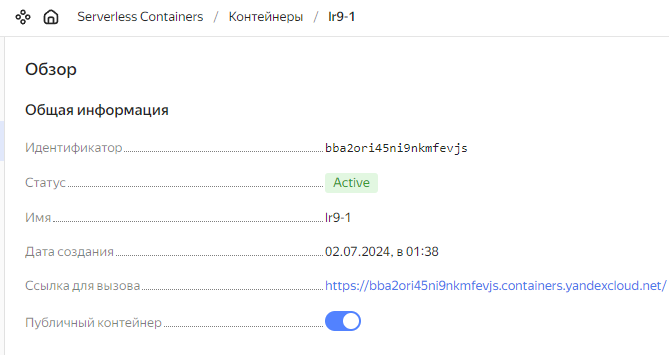 Serverless Containers / Контейнеры / lr9-1
Обзор
Общая информация
Идентификатор bba2ori45ni9nkmfevjs
Статус Active
Имя lr9-1
Дата создания 02.07.2024, в 01:38
Ссылка для вызова https://bba2ori45ni9nkmfevjs.containers.yandexcloud.net/
Публичный контейнер